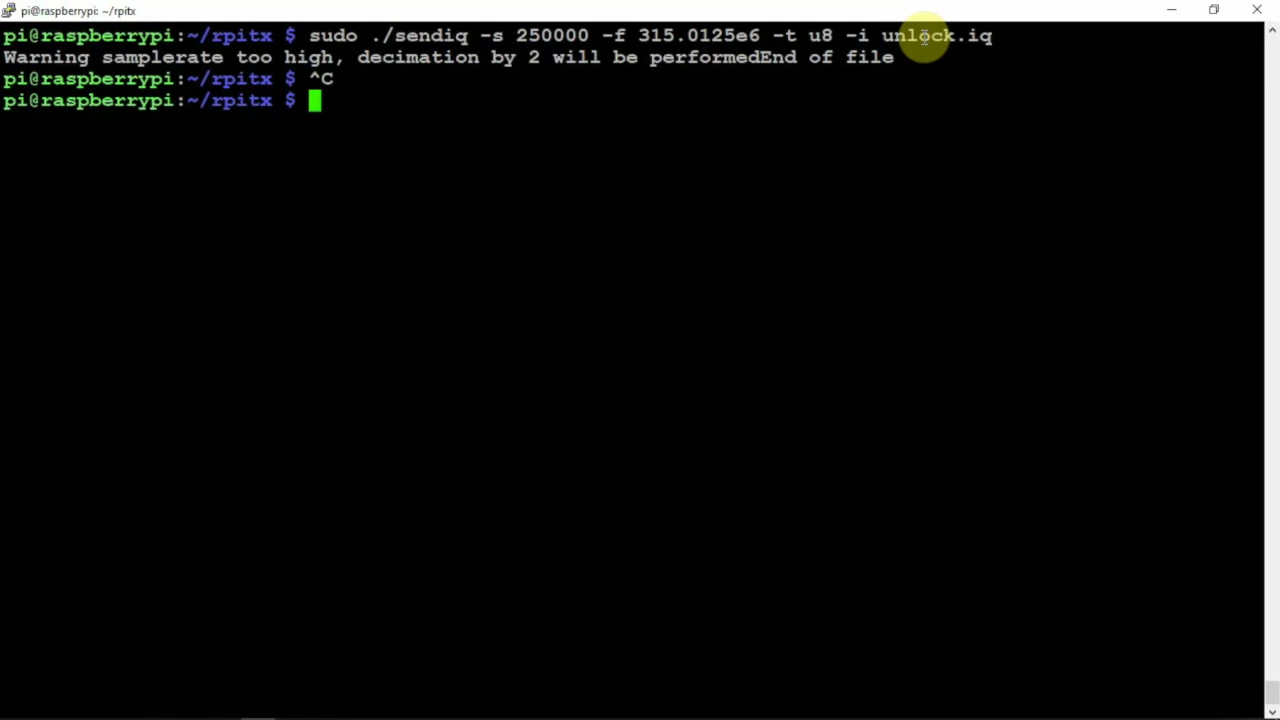 pi@raspberrypi: ~/rpitx
pi@raspberrypi:~/rpitx $ sudo ./sendiq -s 250000 -f 315.0125e6 -t u8 -i unlock.iq
Warning samplerate too high, decimation by 2 will be performedEnd of file
pi@raspberrypi:~/rpitx $ ^C
pi@raspberrypi:~/rpitx $